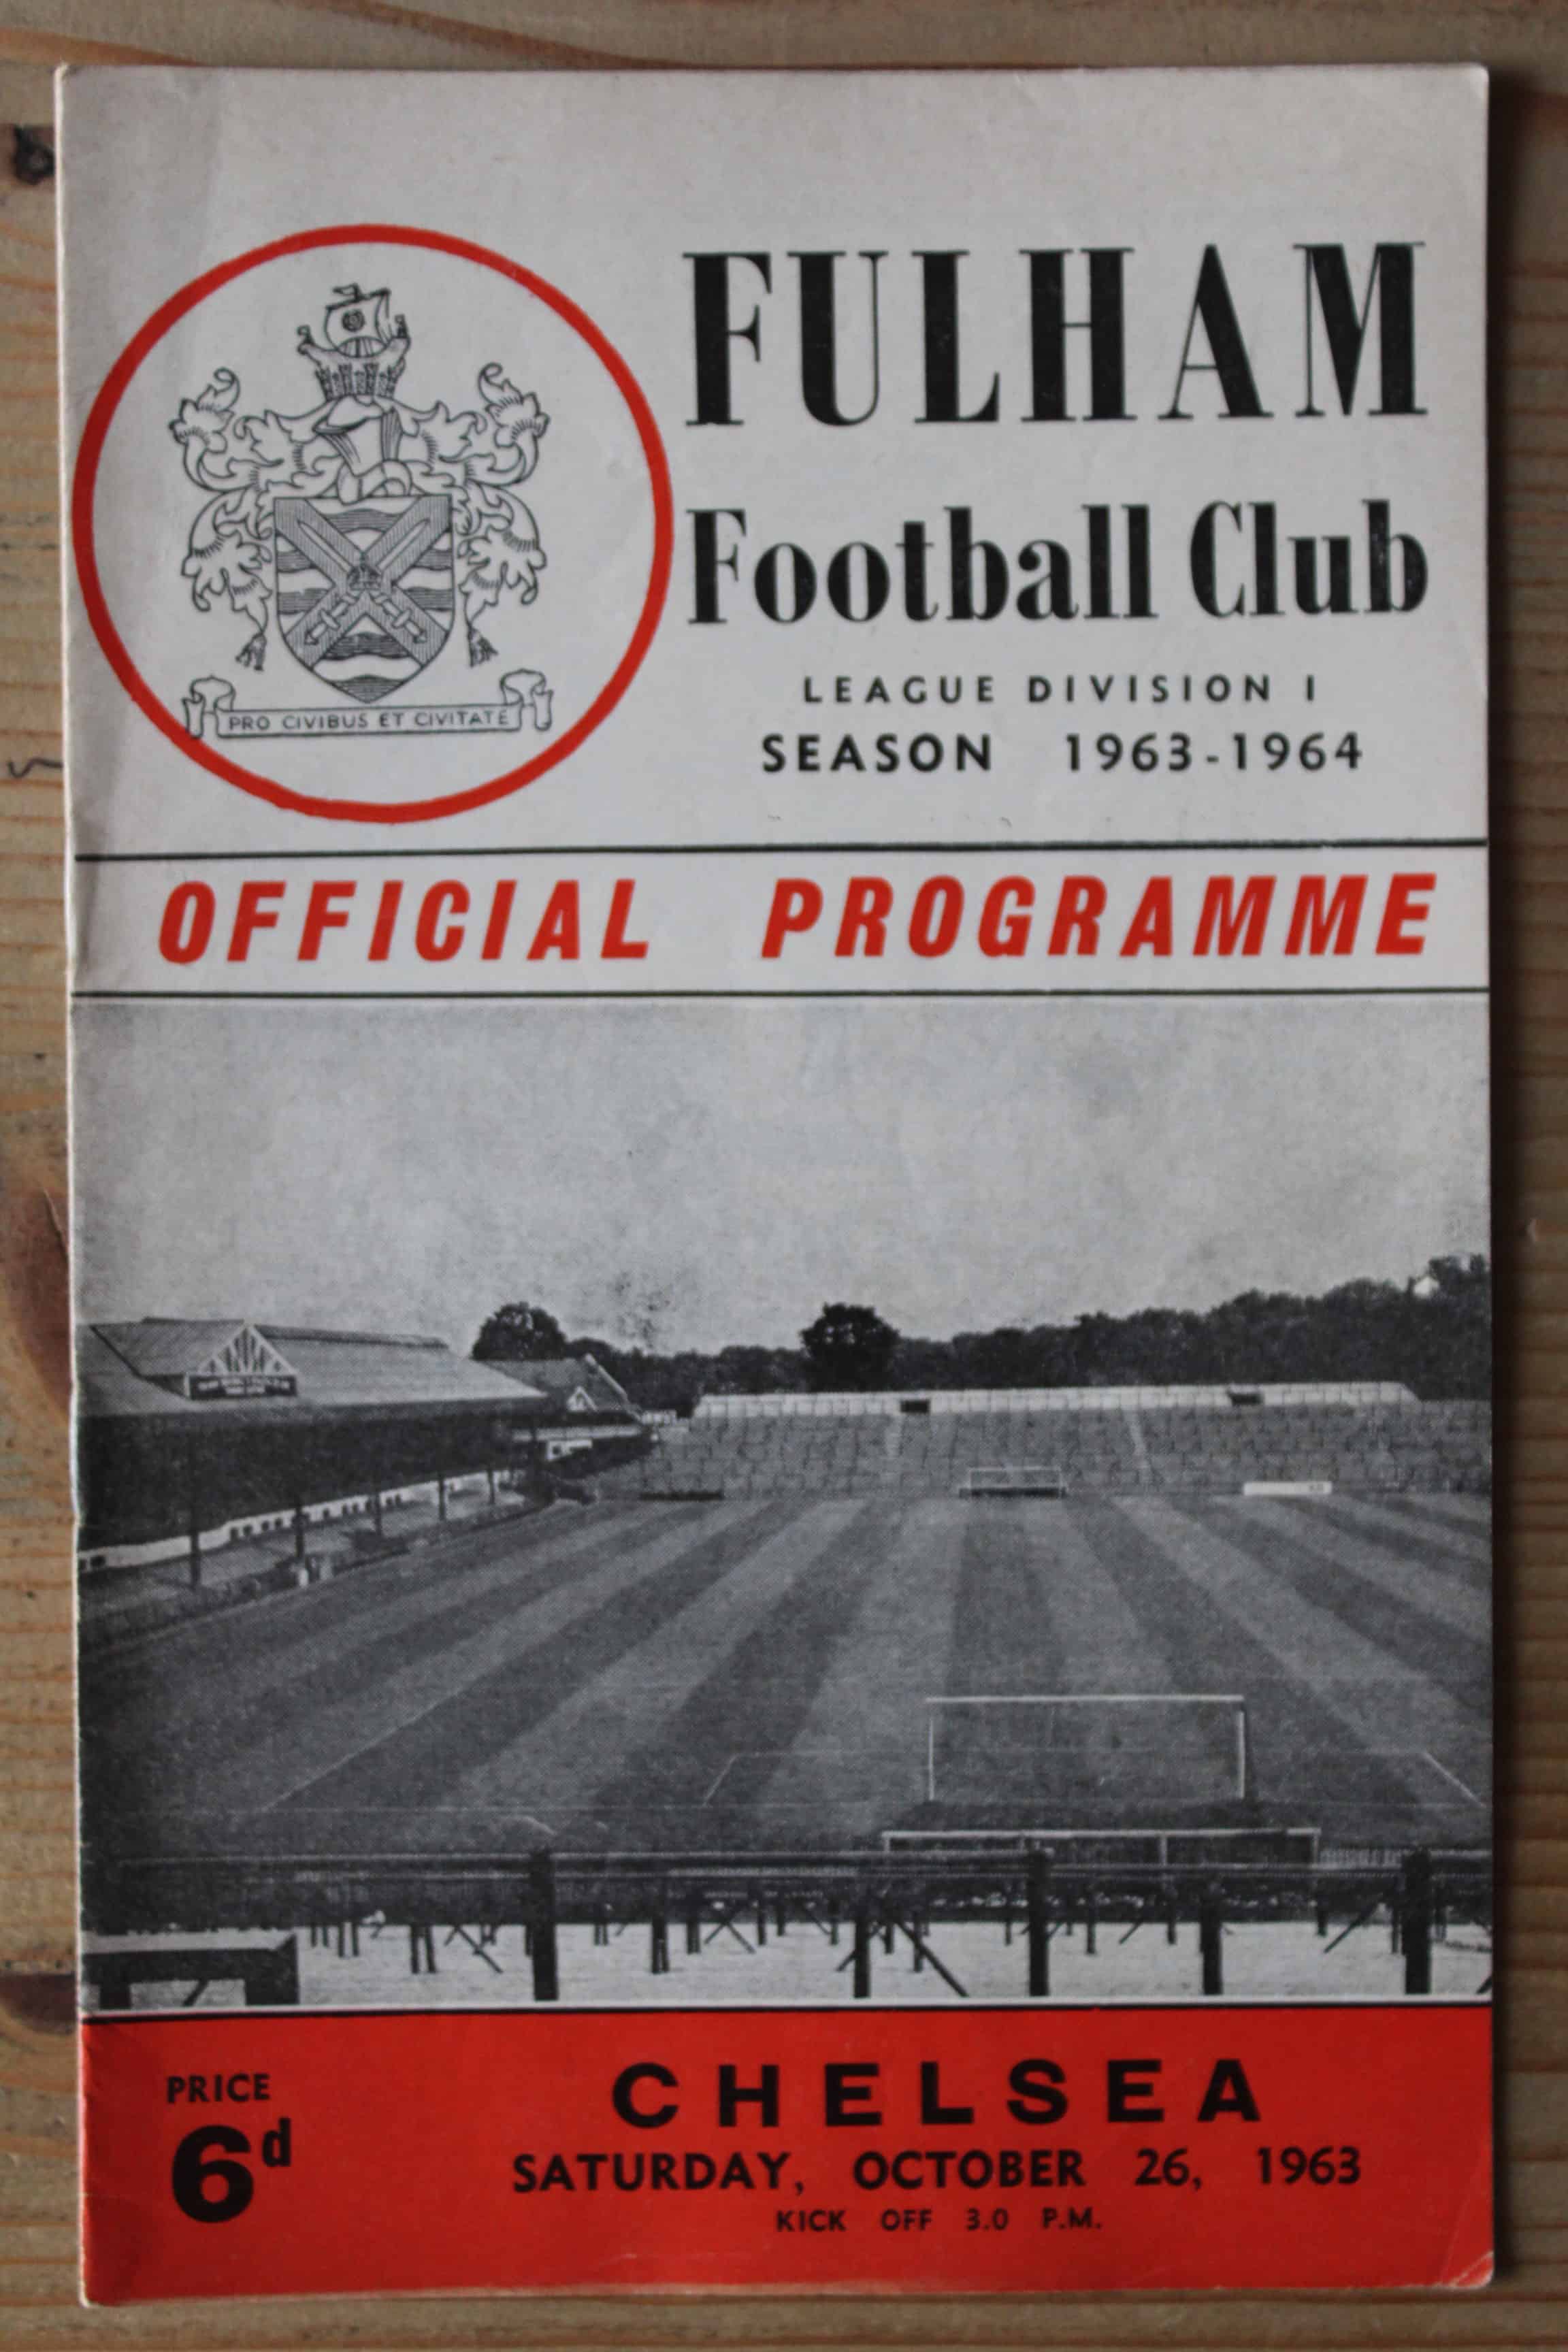 FULHAM
Football Club
LEAGUE DIVISION I
SEASON 1963-1964
PRO CIVIBUS ET CIVITATE
OFFICIAL PROGRAMME
PRICE
6d
CHELSEA
SATURDAY, OCTOBER 26, 1963
KICK OFF 3.0 P.M.